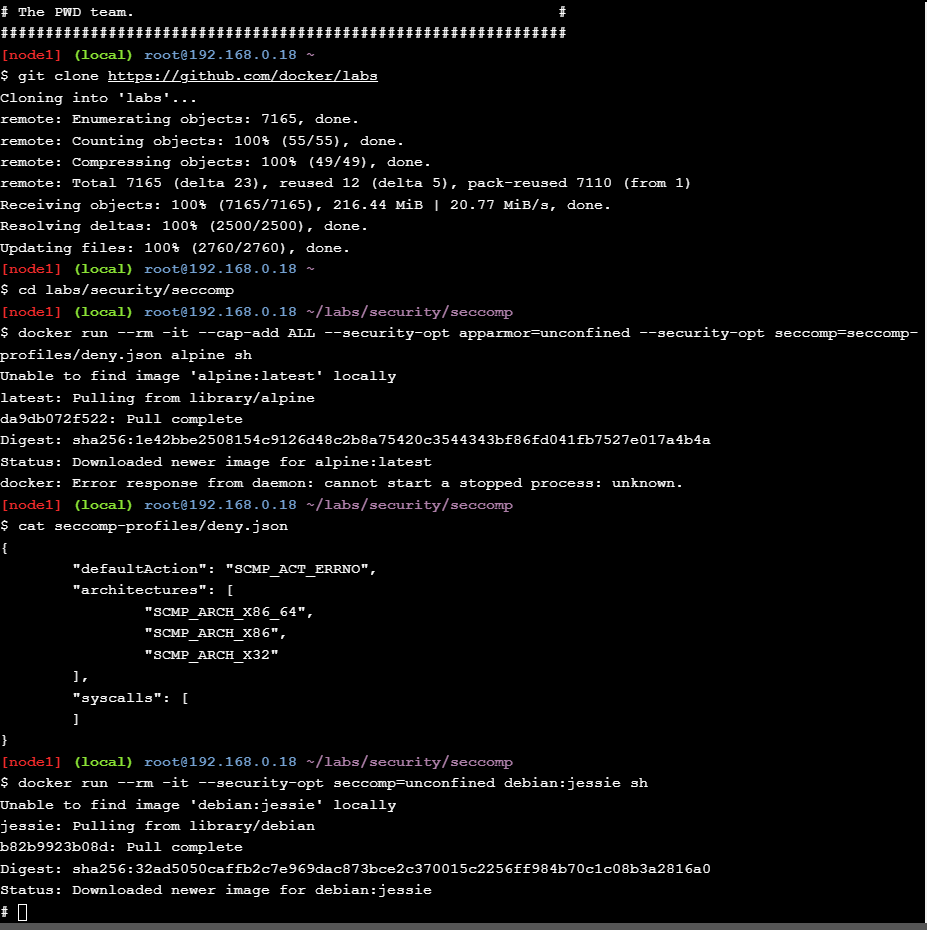 # The PWD team.                                               #
###############################################################
[node1] (local) root@192.168.0.18 ~
$ git clone https://github.com/docker/labs
Cloning into 'labs'...
remote: Enumerating objects: 7165, done.
remote: Counting objects: 100% (55/55), done.
remote: Compressing objects: 100% (49/49), done.
remote: Total 7165 (delta 23), reused 12 (delta 5), pack-reused 7110 (from 1)
Receiving objects: 100% (7165/7165), 216.44 MiB | 20.77 MiB/s, done.
Resolving deltas: 100% (2500/2500), done.
Updating files: 100% (2760/2760), done.
[node1] (local) root@192.168.0.18 ~
$ cd labs/security/seccomp
[node1] (local) root@192.168.0.18 ~/labs/security/seccomp
$ docker run --rm -it --cap-add ALL --security-opt apparmor=unconfined --security-opt seccomp=seccomp-
profiles/deny.json alpine sh
Unable to find image 'alpine:latest' locally
latest: Pulling from library/alpine
da9db072f522: Pull complete
Digest: sha256:1e42bbe2508154c9126d48c2b8a75420c3544343bf86fd041fb7527e017a4b4a
Status: Downloaded newer image for alpine:latest
docker: Error response from daemon: cannot start a stopped process: unknown.
[node1] (local) root@192.168.0.18 ~/labs/security/seccomp
$ cat seccomp-profiles/deny.json
{
        "defaultAction": "SCMP_ACT_ERRNO",
        "architectures": [
                "SCMP_ARCH_X86_64",
                "SCMP_ARCH_X86",
                "SCMP_ARCH_X32"
        ],
        "syscalls": [
        ]
}
[node1] (local) root@192.168.0.18 ~/labs/security/seccomp
$ docker run --rm -it --security-opt seccomp=unconfined debian:jessie sh
Unable to find image 'debian:jessie' locally
jessie: Pulling from library/debian
b82b9923b08d: Pull complete
Digest: sha256:32ad5050caffb2c7e969dac873bce2c370015c2256ff984b70c1c08b3a2816a0
Status: Downloaded newer image for debian:jessie
#